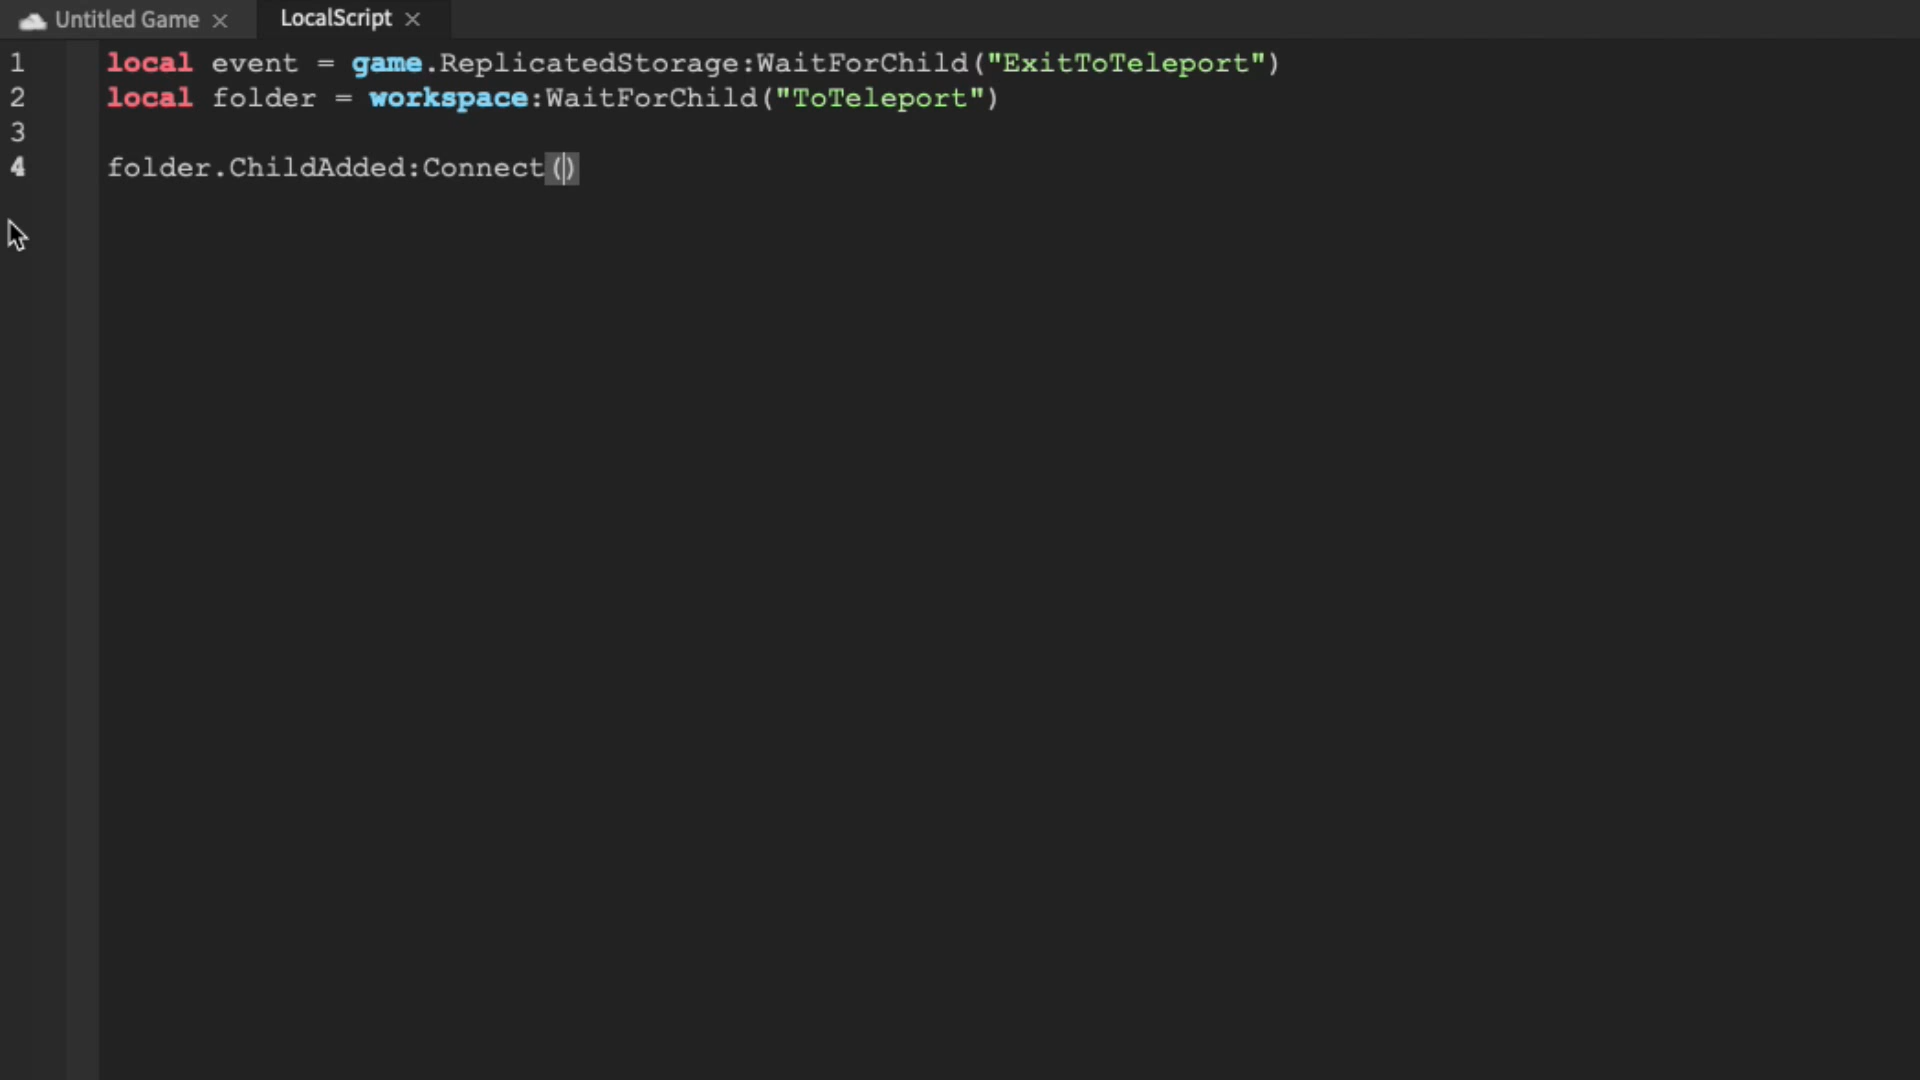 Untitled Game × LocalScript ×
1 local event = game.ReplicatedStorage:WaitForChild("ExitToTeleport")
2 local folder = workspace:WaitForChild("ToTeleport")
3
4 folder.ChildAdded:Connect()